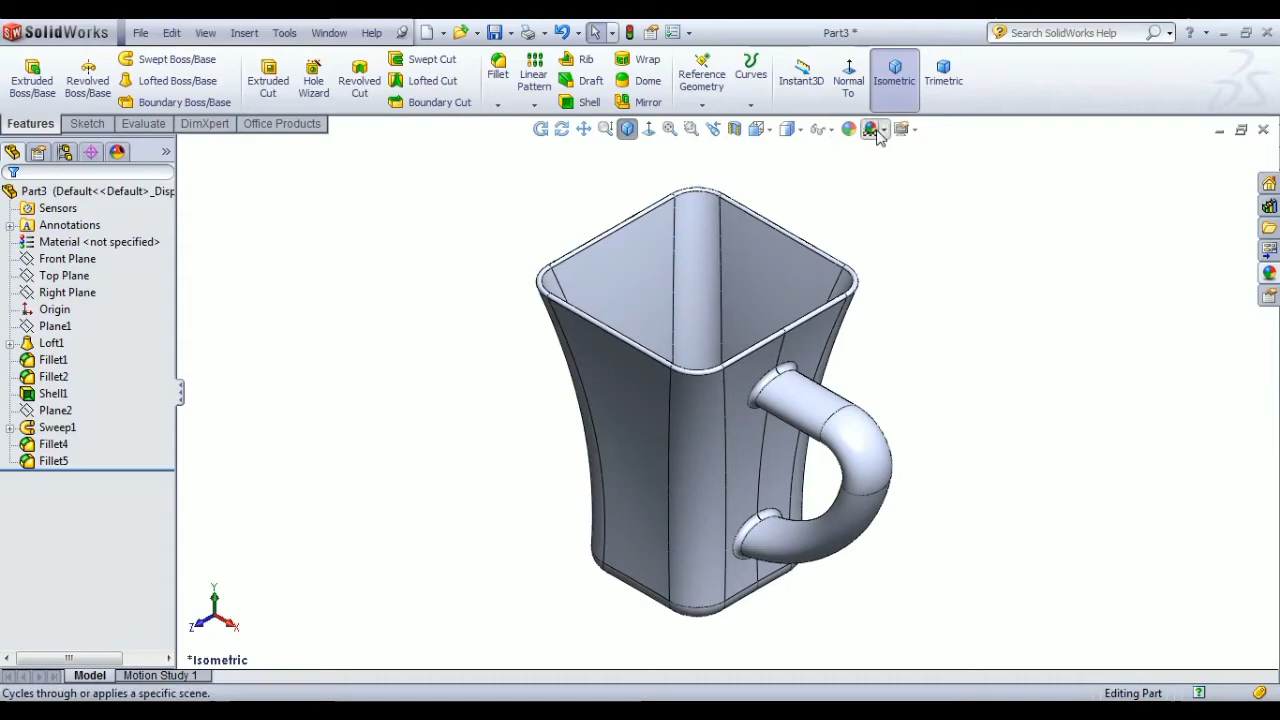 SolidWorks File Edit View Insert Tools Window Help Part3 * Search SolidWorks Help
Extruded Boss/Base
Revolved Boss/Base
Swept Boss/Base
Lofted Boss/Base
Boundary Boss/Base
Extruded Cut
Hole Wizard
Revolved Cut
Swept Cut
Lofted Cut
Boundary Cut
Fillet
Linear Pattern
Rib
Draft
Shell
Wrap
Dome
Mirror
Reference Geometry
Curves
Instant3D
Normal To
Isometric
Trimetric
Features Sketch Evaluate DimXpert Office Products
Part3 (Default<<Default>_Disp
Sensors
Annotations
Material <not specified>
Front Plane
Top Plane
Right Plane
Origin
Plane1
Loft1
Fillet1
Fillet2
Shell1
Plane2
Sweep1
Fillet4
Fillet5
Y
Z X
*Isometric
Model Motion Study 1
Cycles through or applies a specific scene. Editing Part